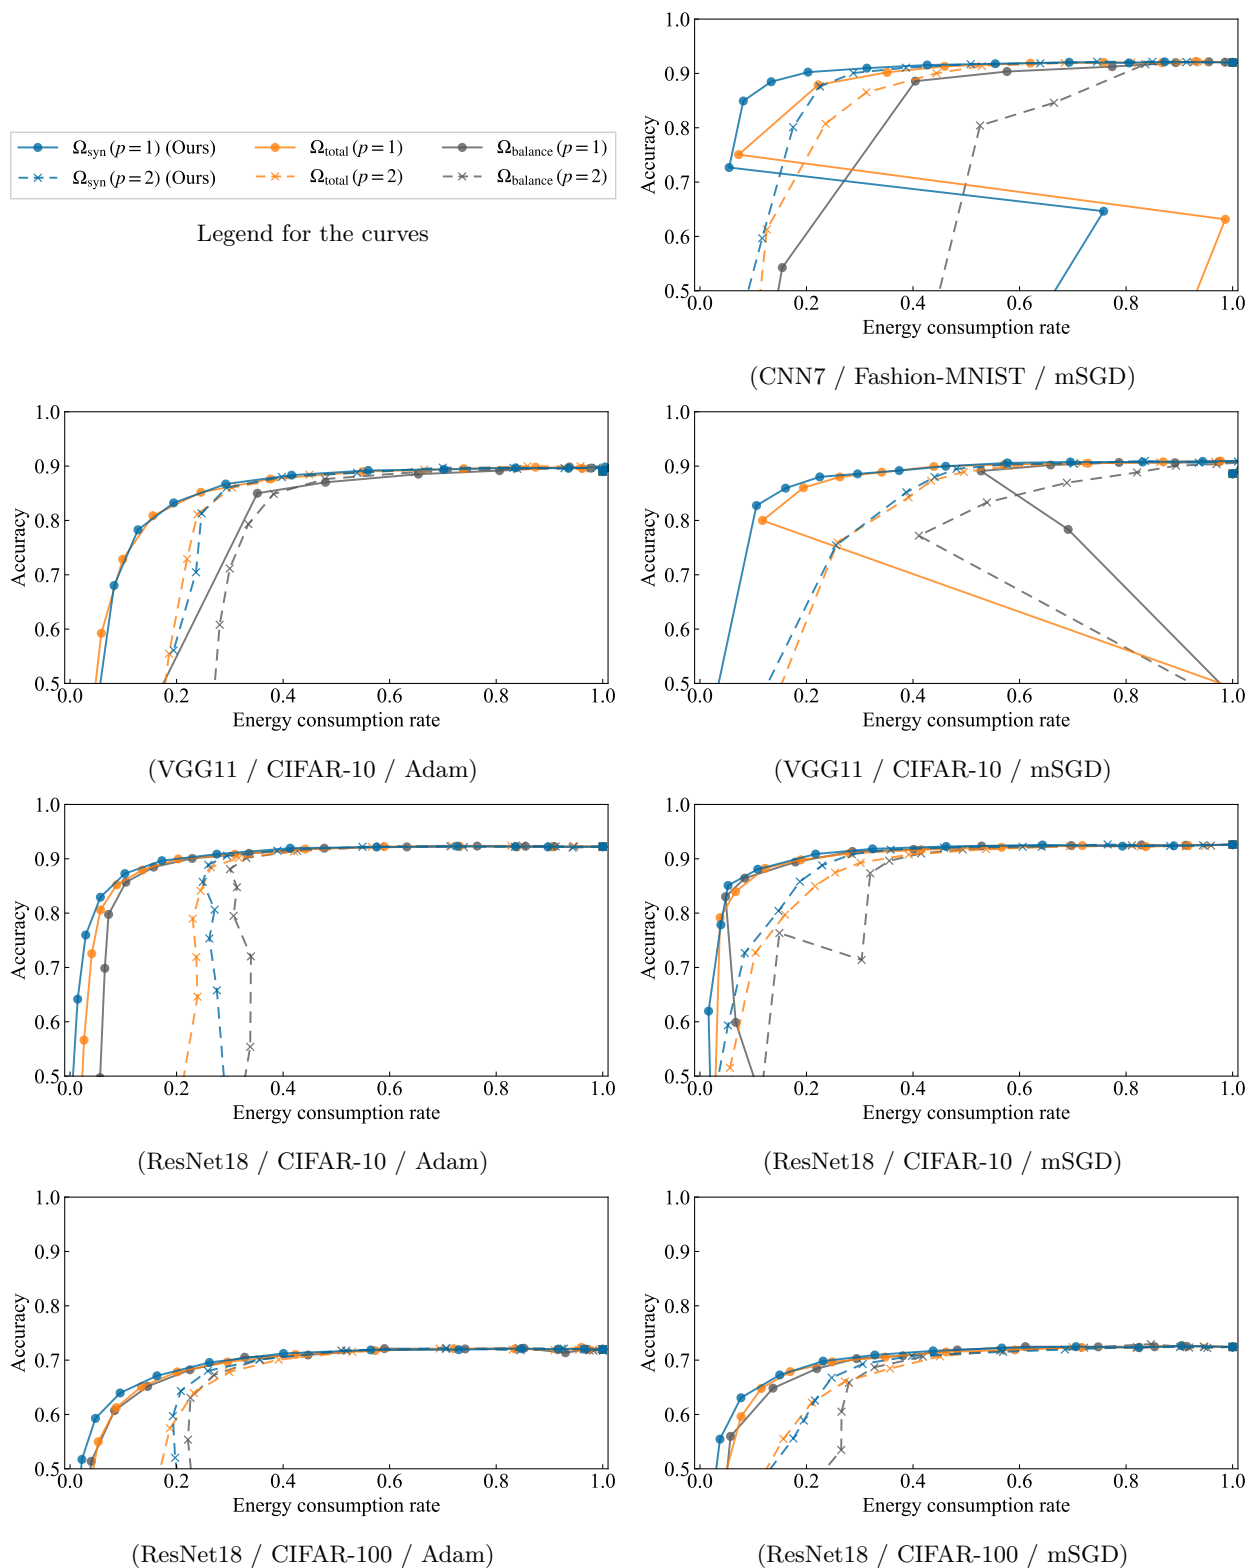 Ω_syn (p=1) (Ours)
Ω_total (p=1)
Ω_balance (p=1)
Ω_syn (p=2) (Ours)
Ω_total (p=2)
Ω_balance (p=2)
Legend for the curves
1.0
0.9
0.8
0.7
0.6
0.5
Accuracy
0.0 0.2 0.4 0.6 0.8 1.0
Energy consumption rate
(CNN7 / Fashion-MNIST / mSGD)
1.0
0.9
0.8
0.7
0.6
0.5
Accuracy
0.0 0.2 0.4 0.6 0.8 1.0
Energy consumption rate
(VGG11 / CIFAR-10 / Adam)
1.0
0.9
0.8
0.7
0.6
0.5
Accuracy
0.0 0.2 0.4 0.6 0.8 1.0
Energy consumption rate
(VGG11 / CIFAR-10 / mSGD)
1.0
0.9
0.8
0.7
0.6
0.5
Accuracy
0.0 0.2 0.4 0.6 0.8 1.0
Energy consumption rate
(ResNet18 / CIFAR-10 / Adam)
1.0
0.9
0.8
0.7
0.6
0.5
Accuracy
0.0 0.2 0.4 0.6 0.8 1.0
Energy consumption rate
(ResNet18 / CIFAR-10 / mSGD)
1.0
0.9
0.8
0.7
0.6
0.5
Accuracy
0.0 0.2 0.4 0.6 0.8 1.0
Energy consumption rate
(ResNet18 / CIFAR-100 / Adam)
1.0
0.9
0.8
0.7
0.6
0.5
Accuracy
0.0 0.2 0.4 0.6 0.8 1.0
Energy consumption rate
(ResNet18 / CIFAR-100 / mSGD)